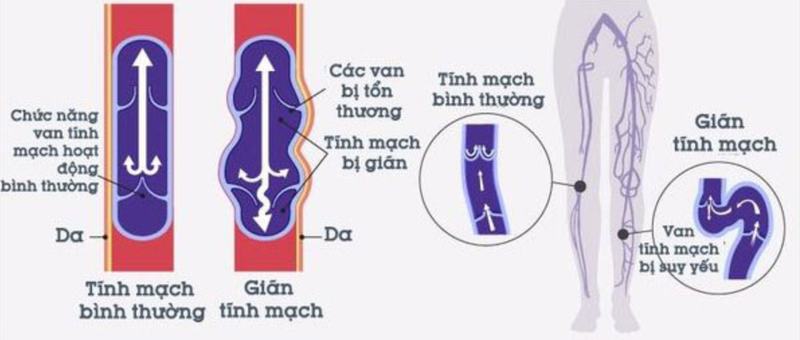 Chức năng
van tĩnh
mạch hoạt
động
bình thường
Da
Tĩnh mạch
bình thường
Các van
bị tổn
thương
Tĩnh mạch
bị giãn
Da
Giãn
tĩnh mạch
Tĩnh mạch
bình thường
Giãn
tĩnh mạch
Van
tĩnh mạch
bị suy yếu